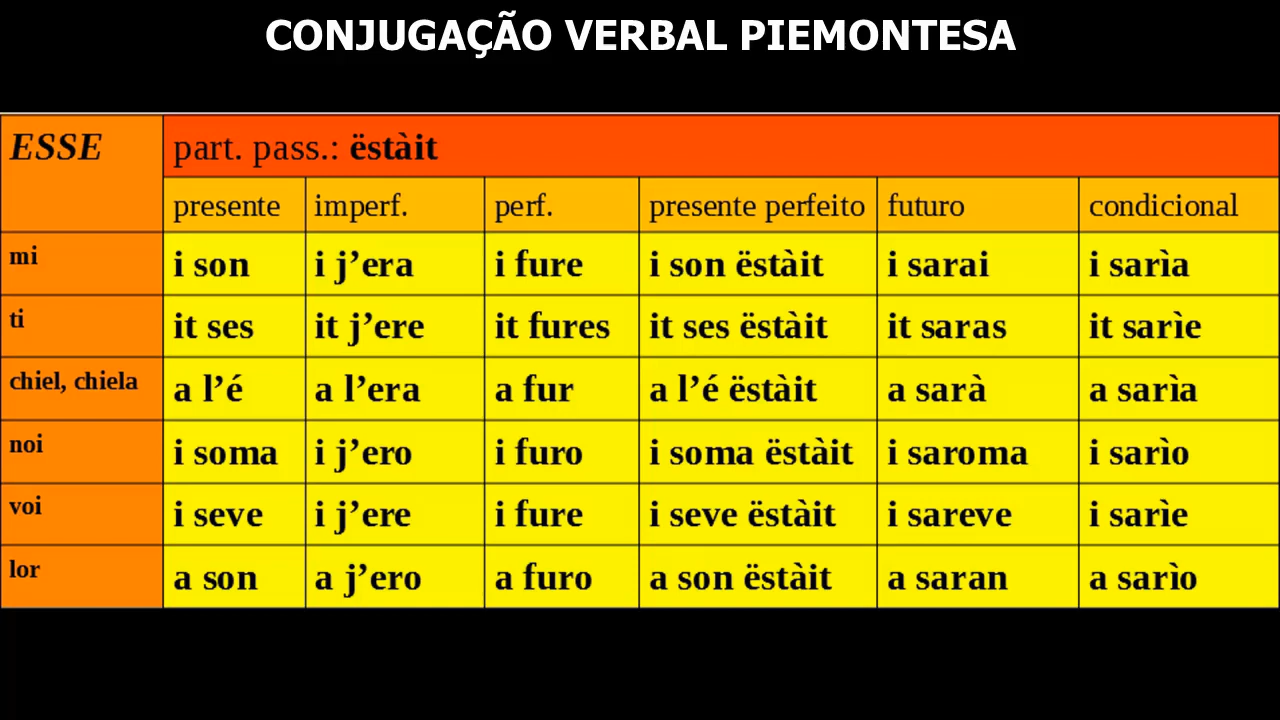 CONJUGAÇÃO VERBAL PIEMONTESA
ESSE part. pass.: ëstàit
presente imperf. perf. presente perfeito futuro condicional
mi i son i j’era i fure i son ëstàit i sarai i sarìa
ti it ses it j’ere it fures it ses ëstàit it saras it sarìe
chiel, chiela a l’é a l’era a fur a l’é ëstàit a sarà a sarìa
noi i soma i j’ero i furo i soma ëstàit i saroma i sarìo
voi i seve i j’ere i fure i seve ëstàit i sareve i sarìe
lor a son a j’ero a furo a son ëstàit a saran a sarìo